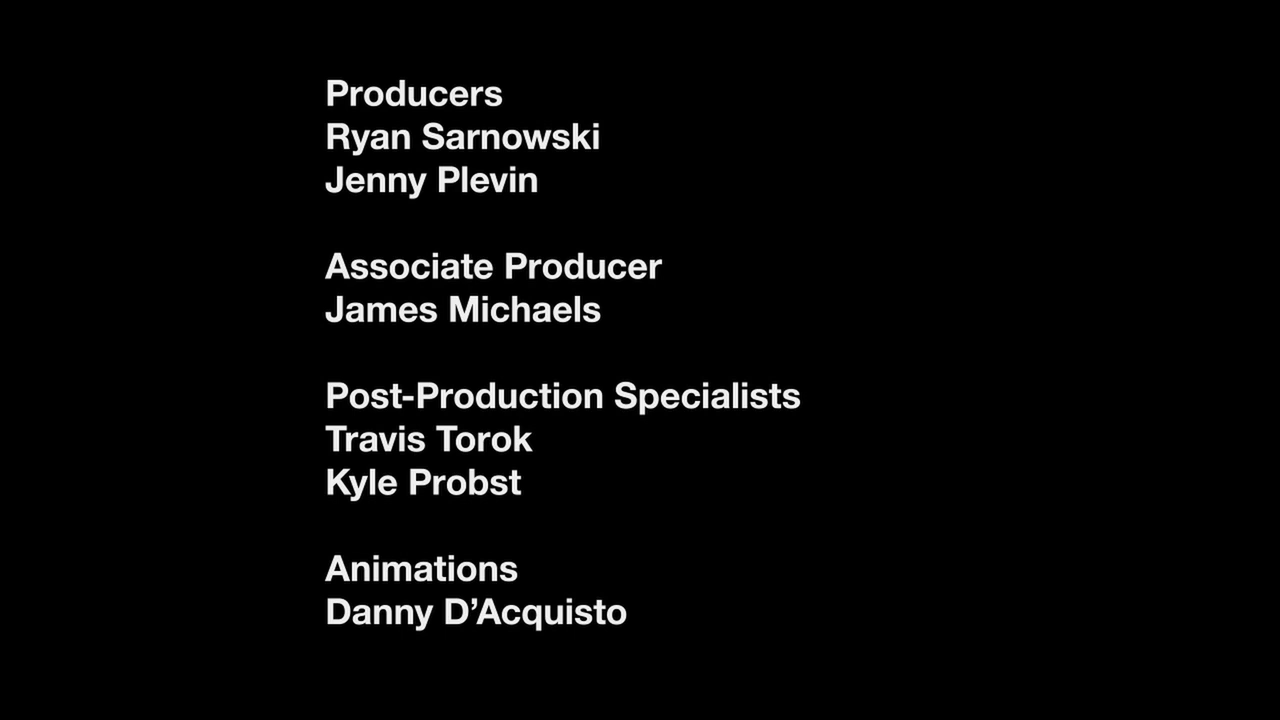 Producers
Ryan Sarnowski
Jenny Plevin
Associate Producer
James Michaels
Post-Production Specialists
Travis Torok
Kyle Probst
Animations
Danny D’Acquisto